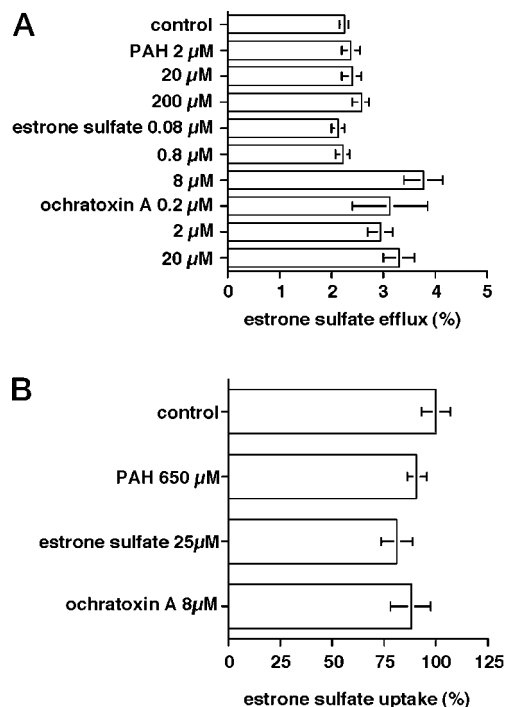 A
control
PAH 2 µM
20 µM
200 µM
estrone sulfate 0.08 µM
0.8 µM
8 µM
ochratoxin A 0.2 µM
2 µM
20 µM
0 1 2 3 4 5
estrone sulfate efflux (%)
B
control
PAH 650 µM
estrone sulfate 25µM
ochratoxin A 8µM
0 25 50 75 100 125
estrone sulfate uptake (%)